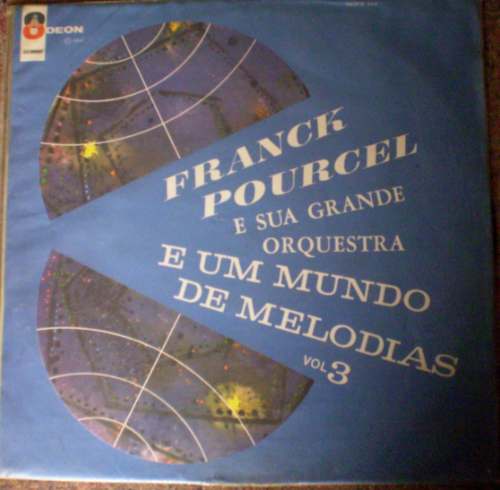 ODEON
FRANCK
POURCEL
E SUA GRANDE
ORQUESTRA
E UM MUNDO
DE MELODIAS
VOL 3